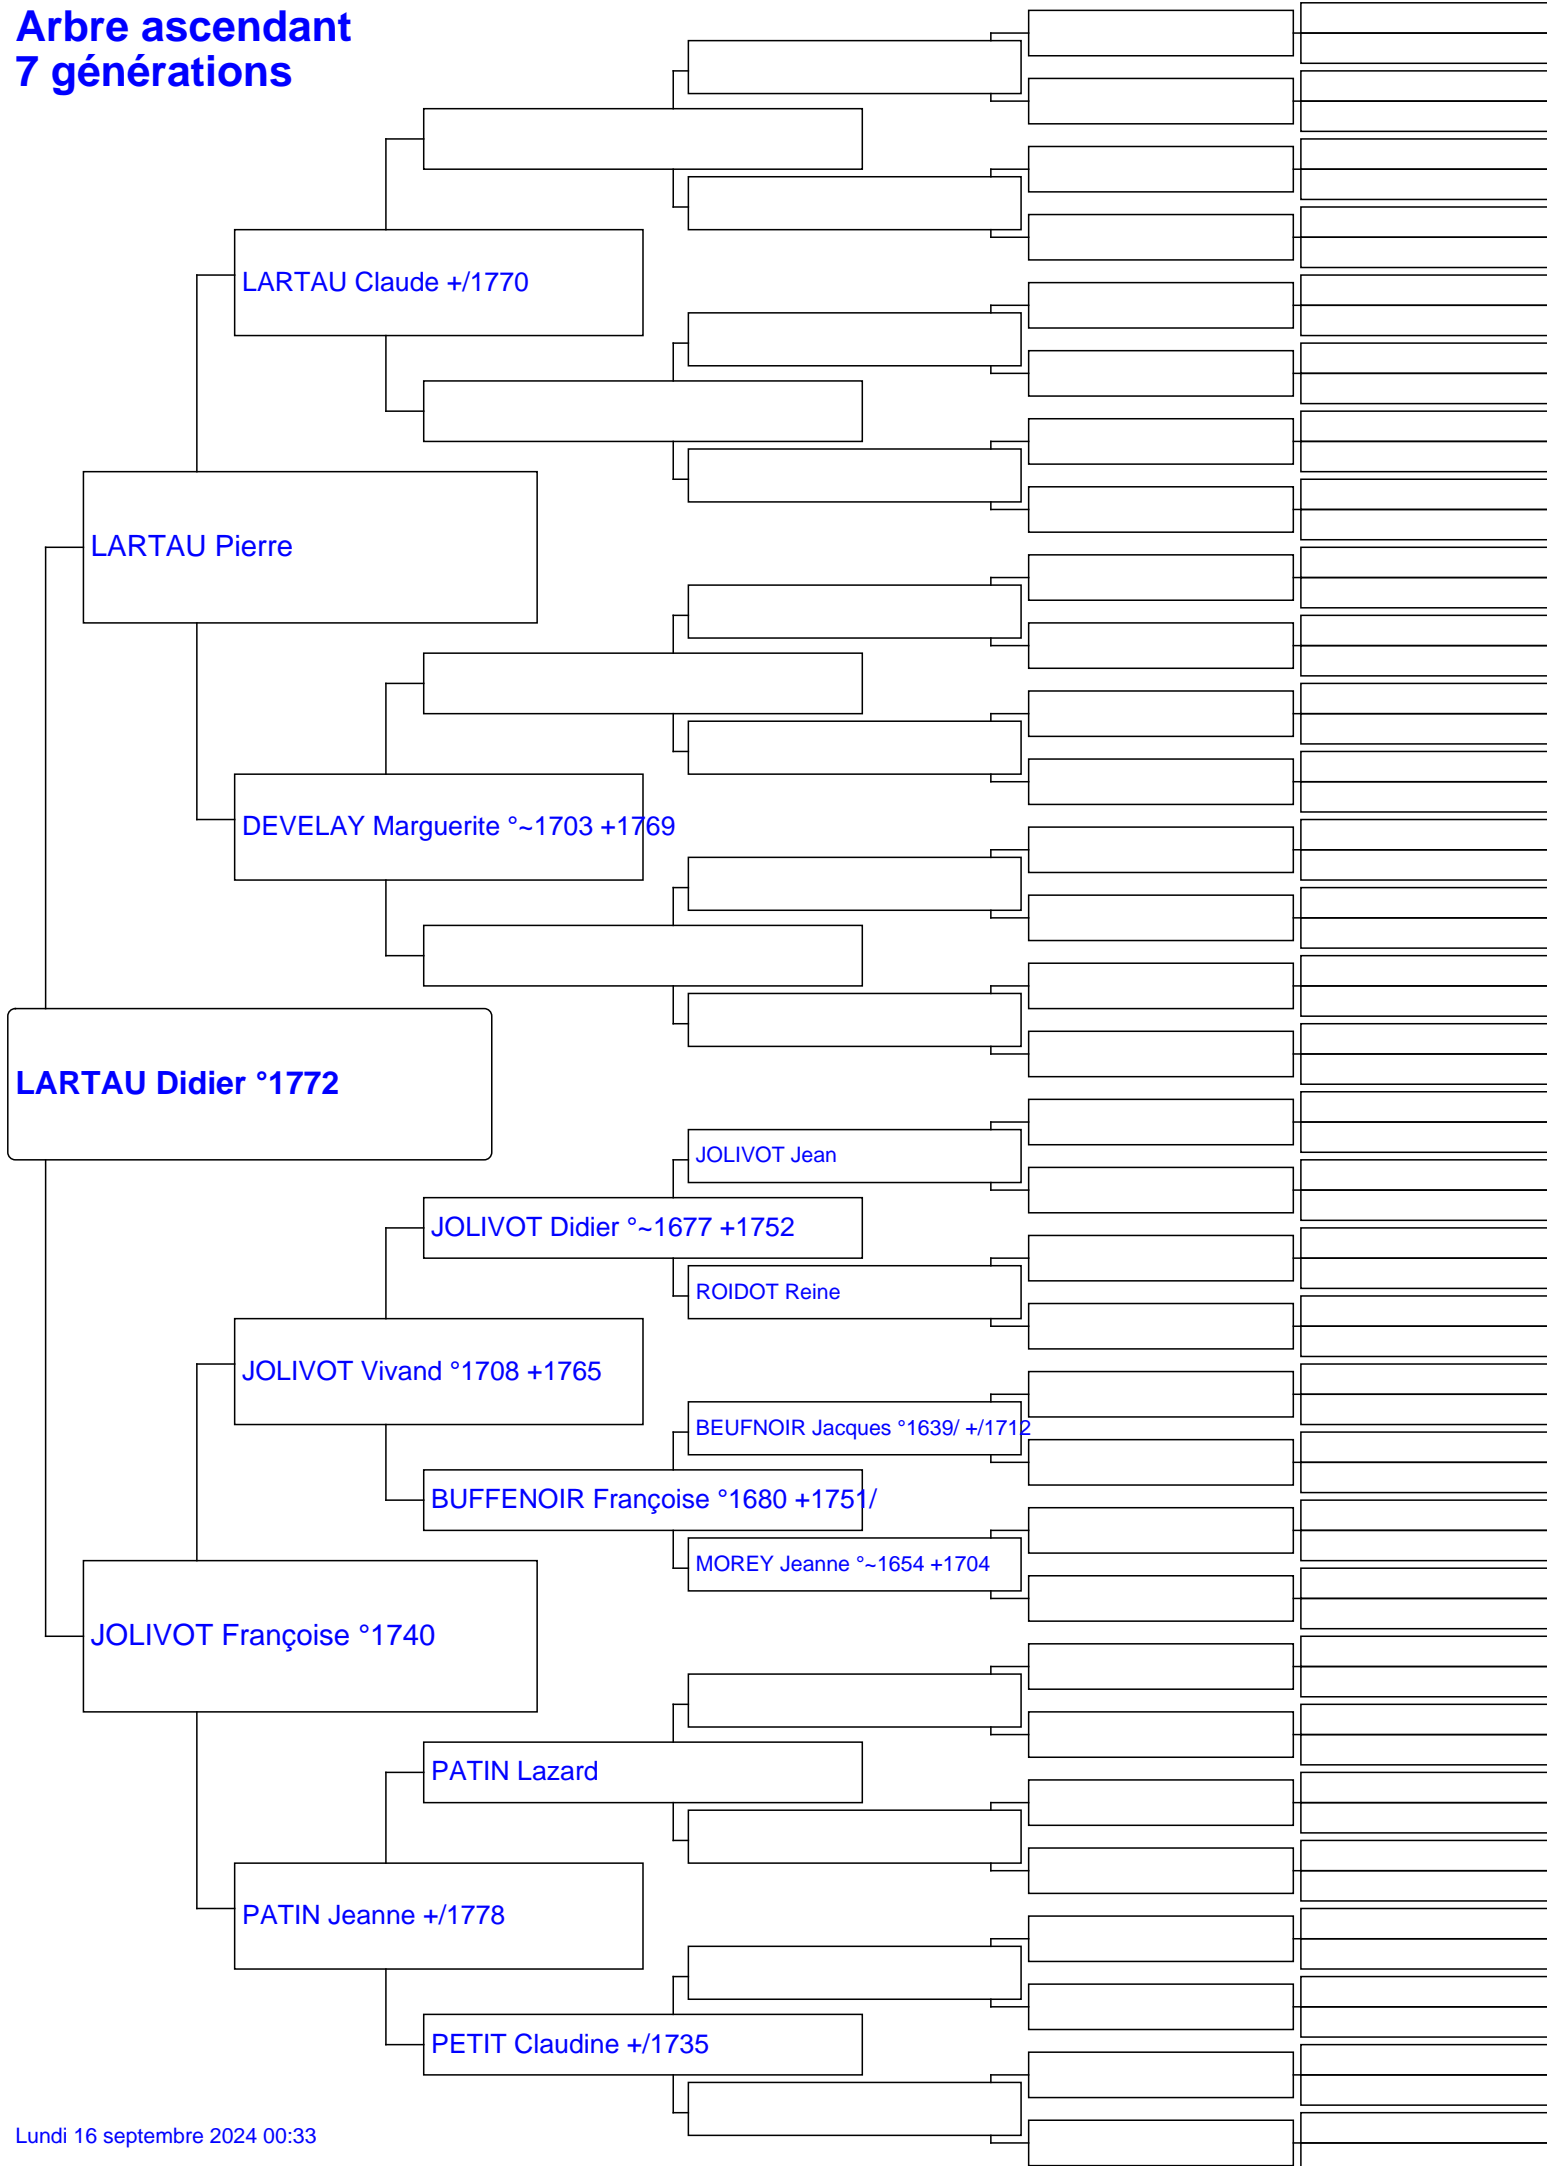 Arbre ascendant
7 générations
LARTAU Claude +/1770
LARTAU Pierre
DEVELAY Marguerite °~1703 +1769
LARTAU Didier °1772
JOLIVOT Jean
JOLIVOT Didier °~1677 +1752
ROIDOT Reine
JOLIVOT Vivand °1708 +1765
BEUFNOIR Jacques °1639/ +/1712
BUFFENOIR Françoise °1680 +1751/
MOREY Jeanne °~1654 +1704
JOLIVOT Françoise °1740
PATIN Lazard
PATIN Jeanne +/1778
PETIT Claudine +/1735
Lundi 16 septembre 2024 00:33